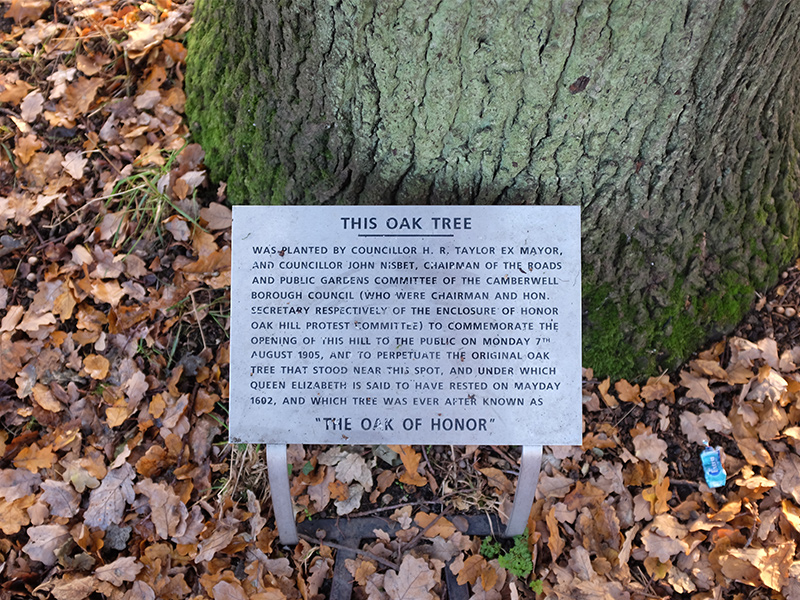 THIS OAK TREE
WAS PLANTED BY COUNCILLOR H. R. TAYLOR EX MAYOR,
AND COUNCILLOR JOHN NISBET, CHAIPMAN OF THE ROADS
AND PUBLIC GARDENS COMMITTEE OF THE CAMBERWELL
BOROUGH COUNCIL (WHO WERE CHAIRMAN AND HON.
SECRETARY RESPECTIVELY OF THE ENCLOSURE OF HONOR
OAK HILL PROTEST COMMITTEE) TO COMMEMORATE THE
OPENING OF THIS HILL TO THE PUBLIC ON MONDAY 7TH
AUGUST 1905, AND TO PERPETUATE THE ORIGINAL OAK
TREE THAT STOOD NEAR THIS SPOT, AND UNDER WHICH
QUEEN ELIZABETH IS SAID TO HAVE RESTED ON MAYDAY
1602, AND WHICH TREE WAS EVER AFTER KNOWN AS
"THE OAK OF HONOR"